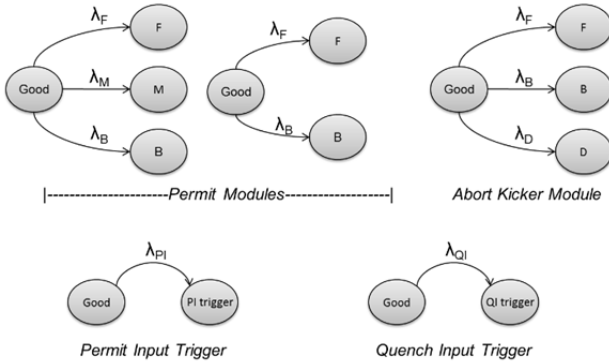 λF
F
λM
Good
M
λB
B
λF
F
Good
λB
B
λF
F
Good
λB
B
λD
D
|------------------Permit Modules------------------|
Abort Kicker Module
λPI
Good
PI trigger
Permit Input Trigger
λQI
Good
QI trigger
Quench Input Trigger